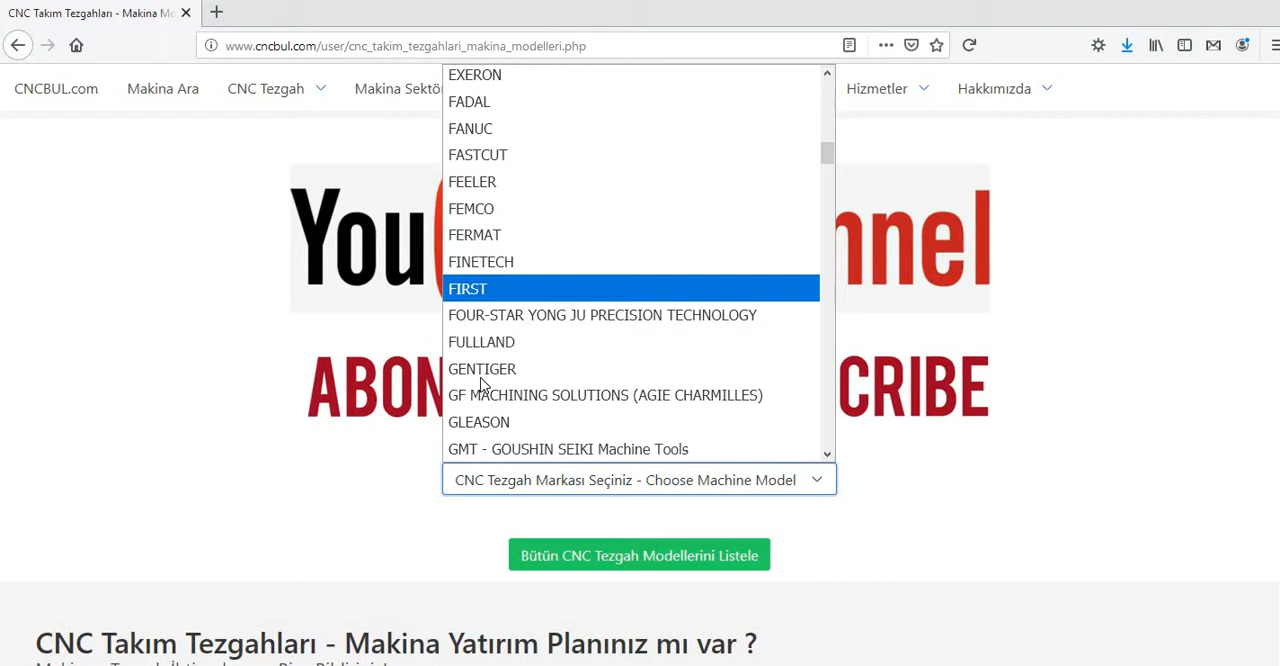 CNC Takım Tezgahları - Makina Mo
www.cncbul.com/user/cnc_takim_tezgahlari_makina_modelleri.php
CNCBUL.com
Makina Ara
CNC Tezgah
Makina Sektör
Hizmetler
Hakkımızda
EXERON
FADAL
FANUC
FASTCUT
FEELER
FEMCO
FERMAT
FINETECH
FIRST
FOUR-STAR YONG JU PRECISION TECHNOLOGY
FULLLAND
GENTIGER
GF MACHINING SOLUTIONS (AGIE CHARMILLES)
GLEASON
GMT - GOUSHIN SEIKI Machine Tools
You nnel
ABON CRIBE
CNC Tezgah Markası Seçiniz - Choose Machine Model
Bütün CNC Tezgah Modellerini Listele
CNC Takım Tezgahları - Makina Yatırım Planınız mı var ?